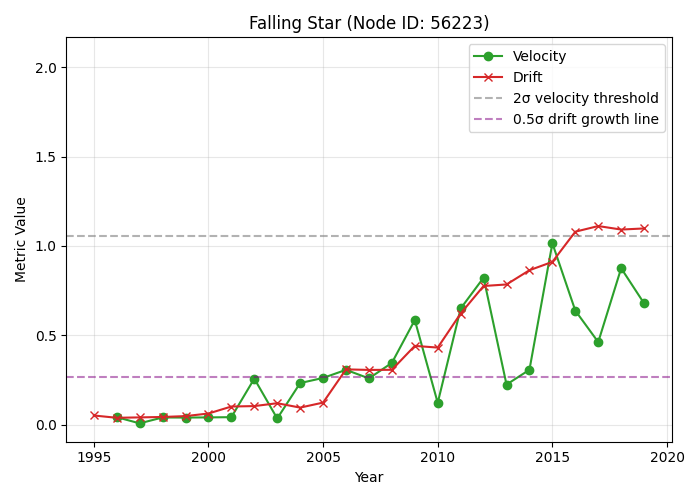 Falling Star (Node ID: 56223)
Velocity
Drift
2σ velocity threshold
0.5σ drift growth line
Metric Value
2.0
1.5
1.0
0.5
0.0
1995 2000 2005 2010 2015 2020
Year